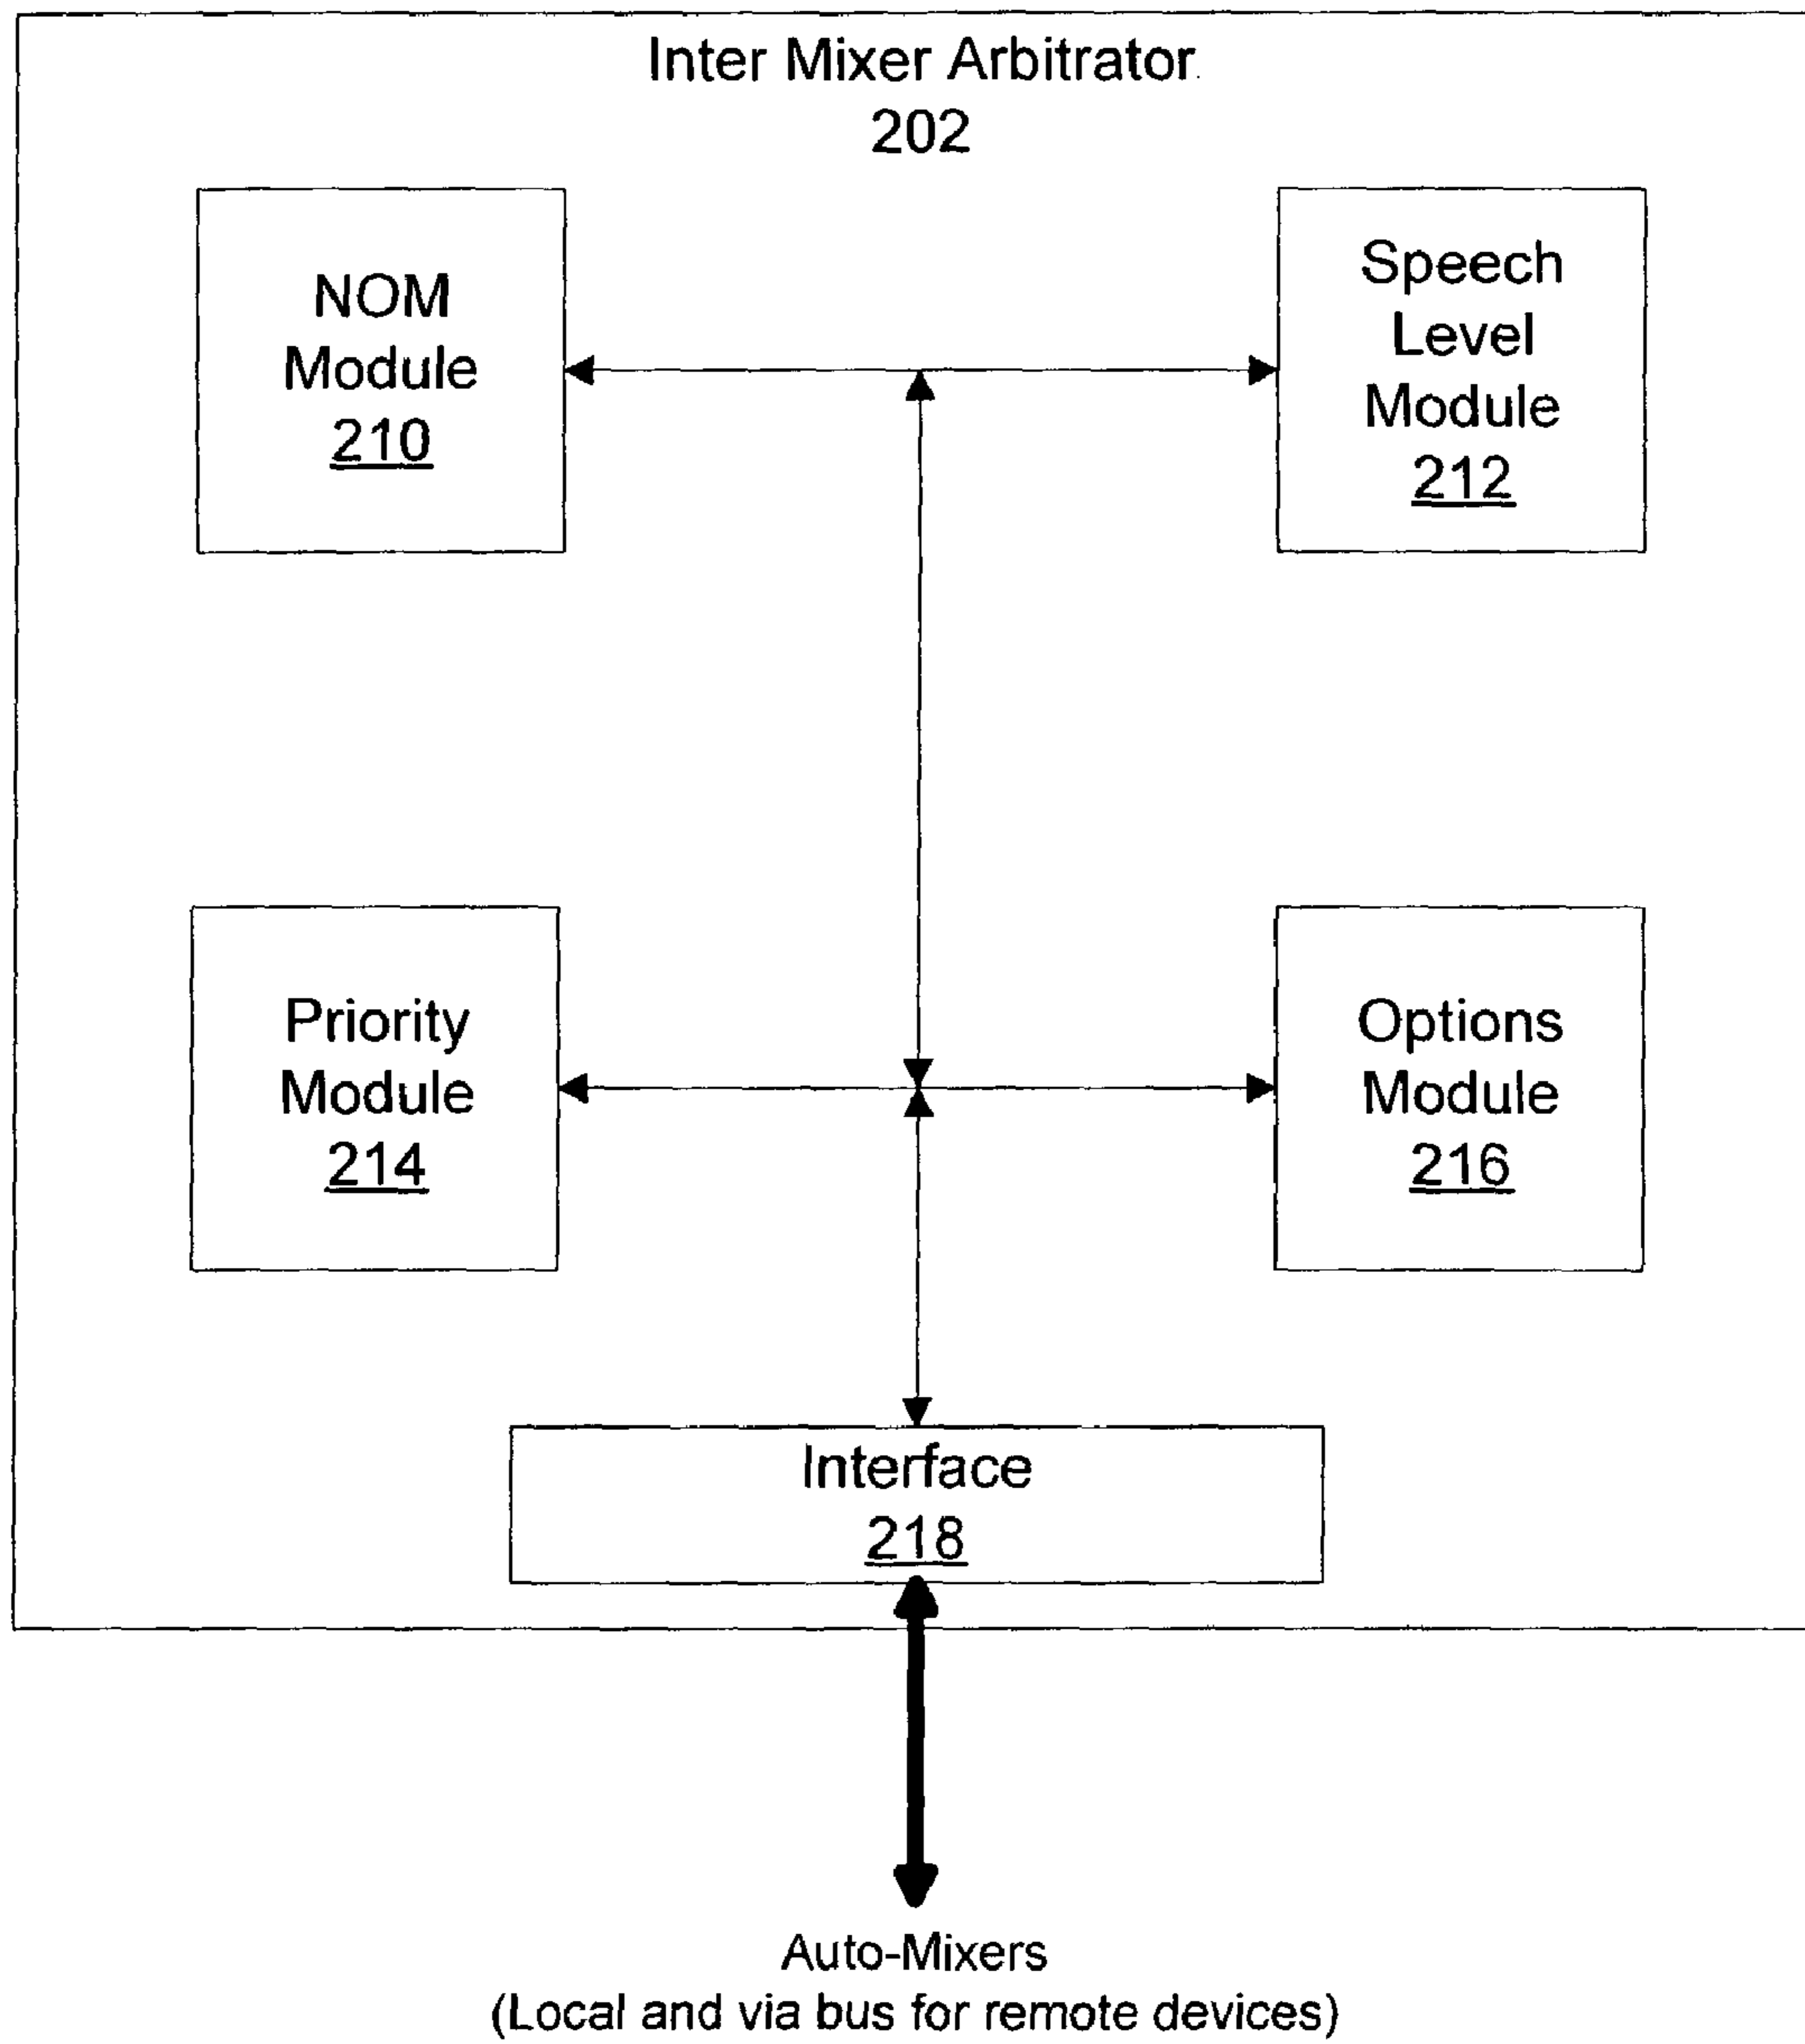 Inter Mixer Arbitrator
202
NOM
Module
210
Speech
Level
Module
212
Priority
Module
214
Options
Module
216
Interface
218
Auto-Mixers
(Local and via bus for remote devices)